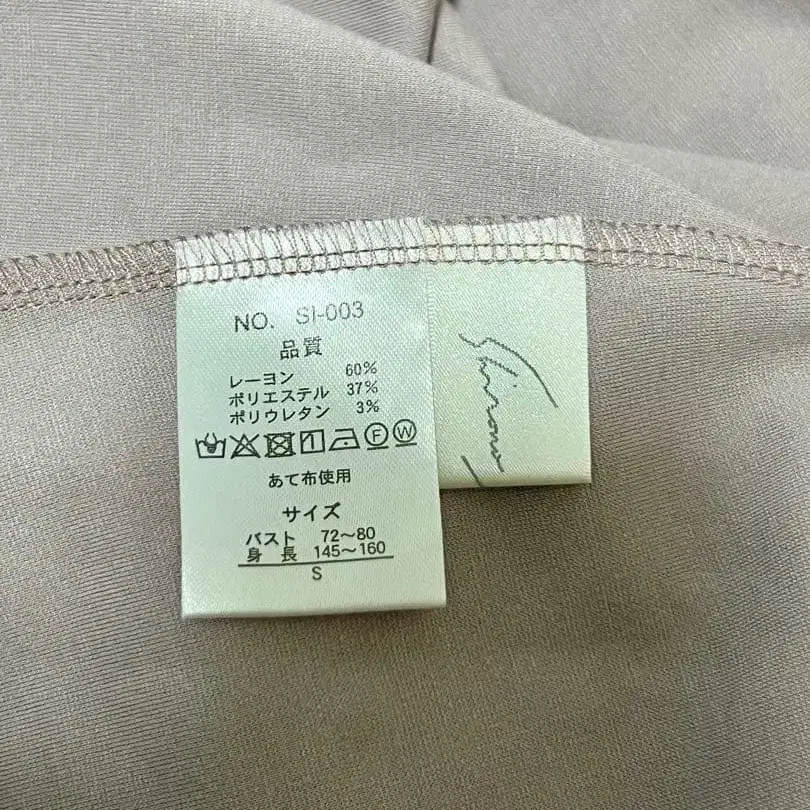 NO. SI-003
品質
レーヨン 60%
ポリエステル 37%
ポリウレタン 3%
F W
あて布使用
サイズ
バスト 72～80
身長 145～160
S